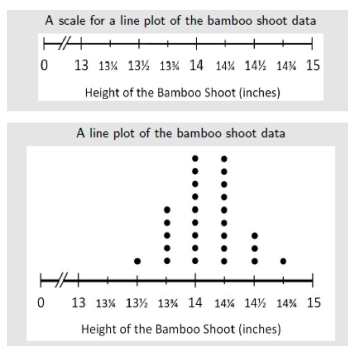 A scale for a line plot of the bamboo shoot data
0 13 13¼ 13½ 13¾ 14 14¼ 14½ 14¾ 15
Height of the Bamboo Shoot (inches)
A line plot of the bamboo shoot data
0 13 13¼ 13½ 13¾ 14 14¼ 14½ 14¾ 15
Height of the Bamboo Shoot (inches)